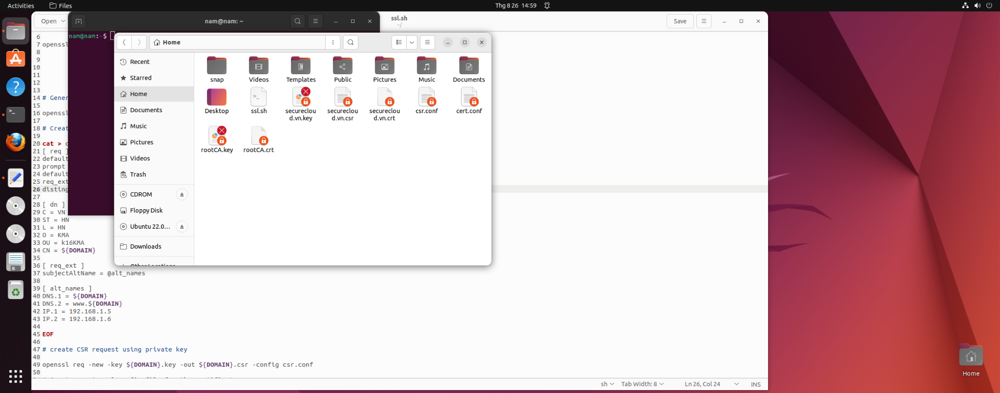 Activities
Files
Thg 8 26 14:59
Open
nam@nam: ~
ssl.sh
~/
Save
nam@nam:~$
Home
Recent
Starred
Home
Documents
Music
Pictures
Videos
Trash
CDROM
Floppy Disk
Ubuntu 22.0...
Downloads
snap
Videos
Templates
Public
Pictures
Music
Documents
Desktop
ssl.sh
secureclou
d.vn.key
secureclou
d.vn.csr
secureclou
d.vn.crt
csr.conf
cert.conf
rootCA.key
rootCA.crt
6
7 openssl
8
9
10
11
12
13
14 # Gener
15
16 openssl
17
18 # Creat
19
20 cat > c
21 [ req ]
22 default
23 prompt
24 default
25 req_ext
26 disting
27
28 [ dn ]
29 C = VN
30 ST = HN
31 L = HN
32 O = KMA
33 OU = k16KMA
34 CN = ${DOMAIN}
35
36 [ req_ext ]
37 subjectAltName = @alt_names
38
39 [ alt_names ]
40 DNS.1 = ${DOMAIN}
41 DNS.2 = www.${DOMAIN}
42 IP.1 = 192.168.1.5
43 IP.2 = 192.168.1.6
44
45 EOF
46
47 # create CSR request using private key
48
49 openssl req -new -key ${DOMAIN}.key -out ${DOMAIN}.csr -config csr.conf
50
sh
Tab Width: 8
Ln 26, Col 24
INS
Home